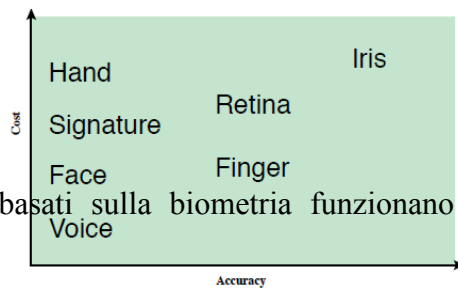 Iris
Hand
Retina
Signature
Cost
Finger
Face
basati sulla biometria funzionano
Voice
Accuracy